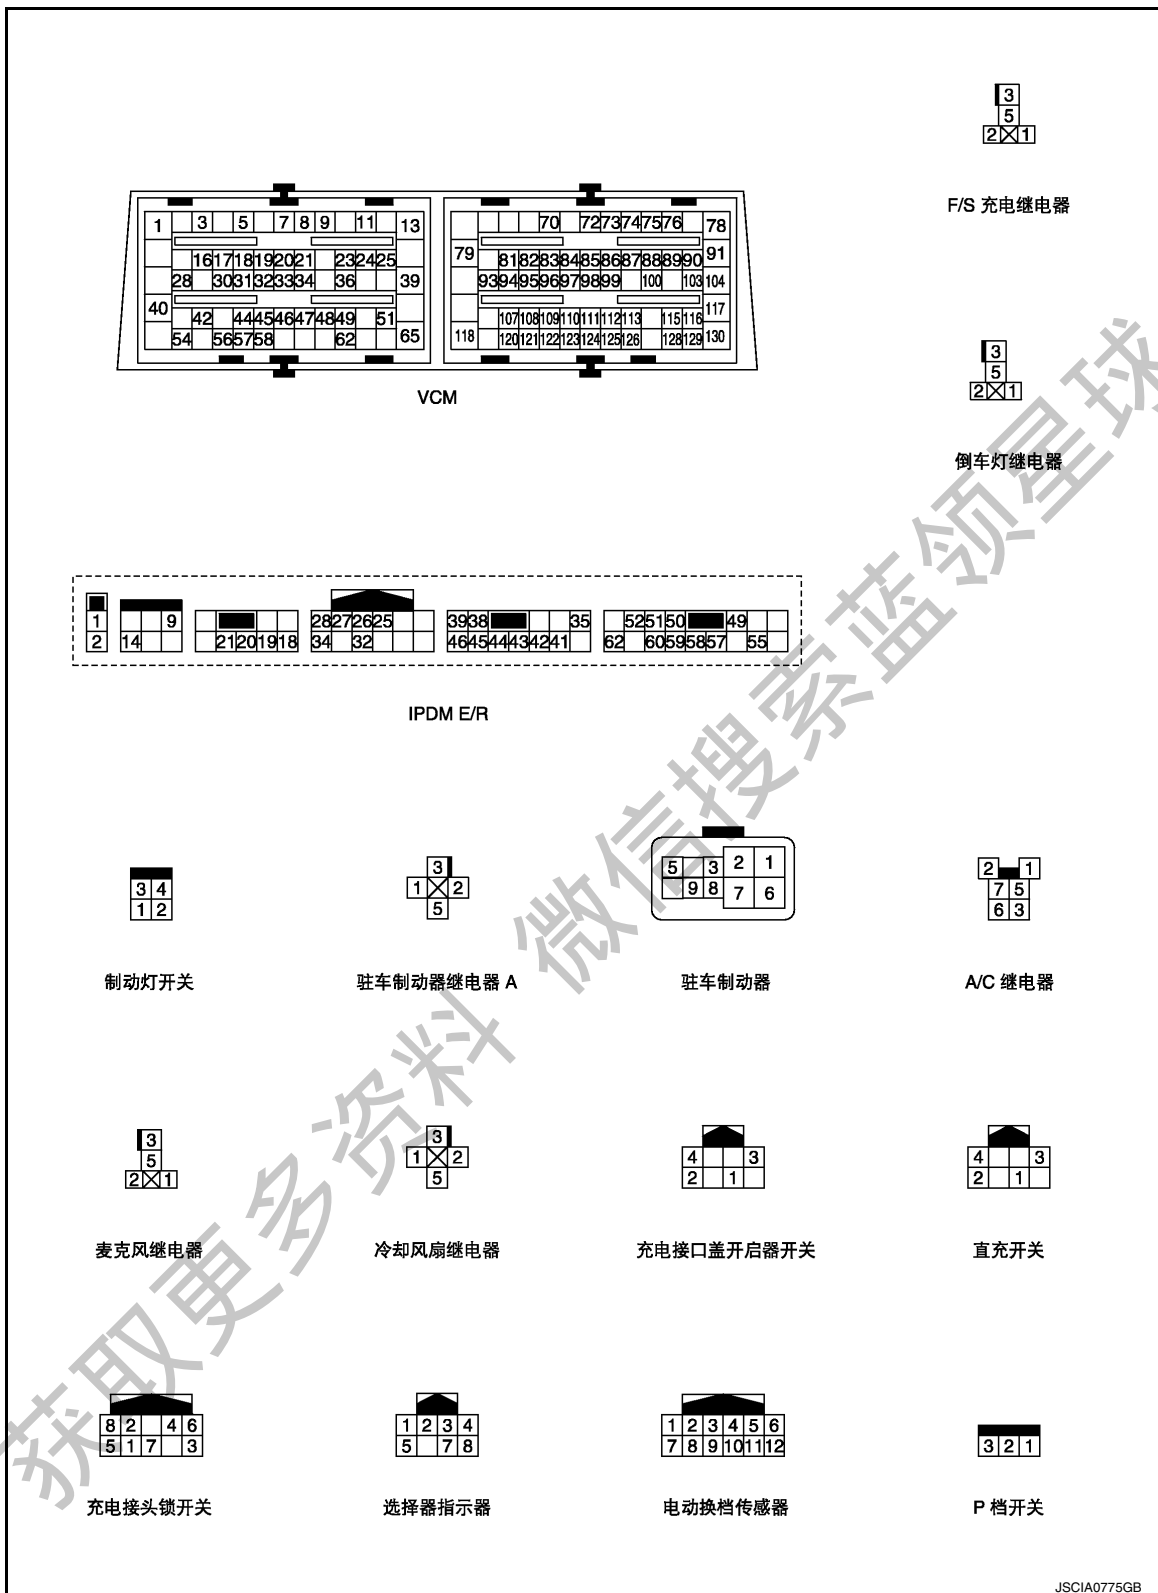 3
5
2 1
F/S 充电继电器
1 3 5 7 8 9 11 13
70 72 73 74 75 76 78
16 17 18 19 20 21 23 24 25
79 81 82 83 84 85 86 87 88 89 90 91
28 30 31 32 33 34 36 39
93 94 95 96 97 98 99 100 103 104
40 42 44 45 46 47 48 49 51
107 108 109 110 111 112 113 115 116 117
54 56 57 58 62 65
118 120 121 122 123 124 125 126 128 129 130
VCM
3
5
2 1
倒车灯继电器
1 9 28 27 26 25 39 38 35 52 51 50 49
2 14 21 20 19 18 34 32 46 45 44 43 42 41 62 60 59 58 57 55
IPDM E/R
3 4
1 2
制动灯开关
3
1 2
5
驻车制动器继电器 A
5 3 2 1
9 8 7 6
驻车制动器
2 1
7 5
6 3
A/C 继电器
3
5
2 1
麦克风继电器
3
1 2
5
冷却风扇继电器
4 3
2 1
充电接口盖开启器开关
4 3
2 1
直充开关
8 2 4 6
5 1 7 3
充电接头锁开关
1 2 3 4
5 7 8
选择器指示器
1 2 3 4 5 6
7 8 9 10 11 12
电动换档传感器
3 2 1
P 档开关
获取更多资料 微信搜索蓝领星球
JSCIA0775GB